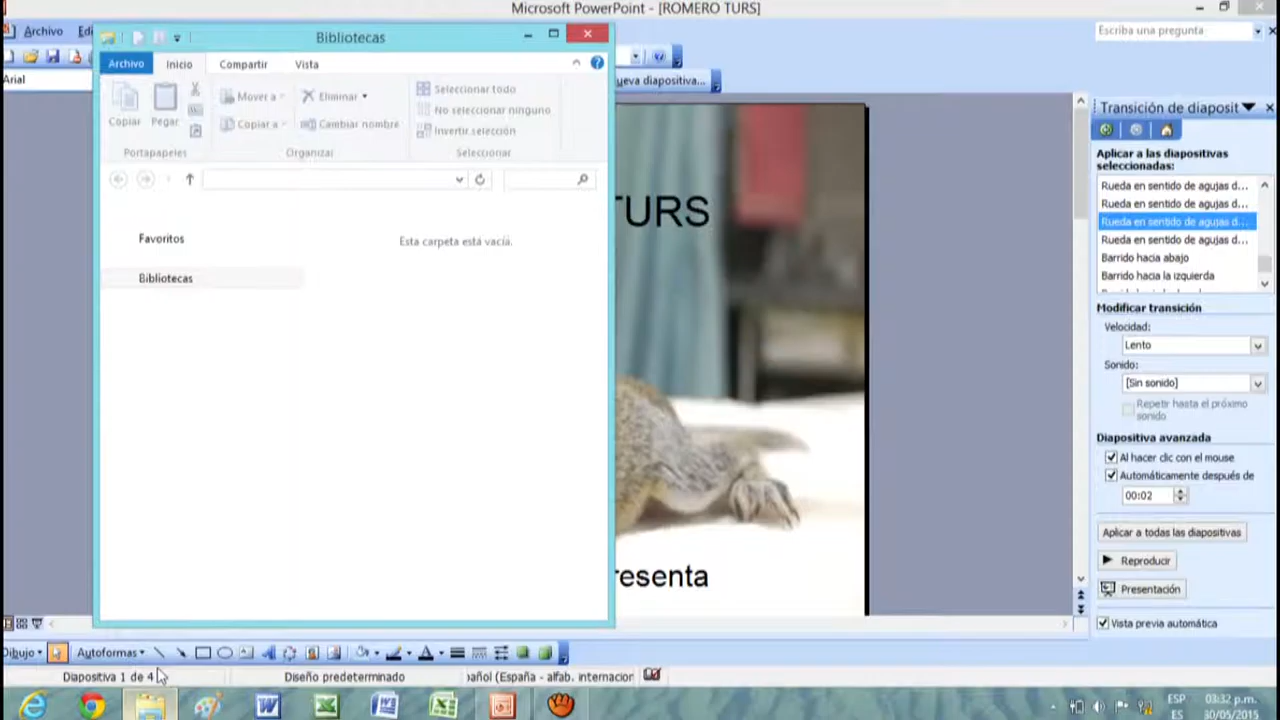 Microsoft PowerPoint - [ROMERO TURS]
Archivo
Escriba una pregunta
Arial
ueva diapositiva...
Bibliotecas
Archivo
Inicio
Compartir
Vista
Copiar
Pegar
Mover a
Copiar a
Eliminar
Cambiar nombre
Seleccionar todo
No seleccionar ninguno
Invertir selección
Portapapeles
Organizar
Seleccionar
Favoritos
Bibliotecas
Esta carpeta está vacía.
TURS
resenta
Transición de diaposit
Aplicar a las diapositivas
seleccionadas:
Rueda en sentido de agujas d...
Rueda en sentido de agujas d...
Rueda en sentido de agujas d...
Rueda en sentido de agujas d...
Barrido hacia abajo
Barrido hacia la izquierda
Modificar transición
Velocidad:
Lento
Sonido:
[Sin sonido]
Repetir hasta el próximo
sonido
Diapositiva avanzada
Al hacer clic con el mouse
Automáticamente después de
00:02
Aplicar a todas las diapositivas
Reproducir
Presentación
Vista previa automática
Dibujo
Autoformas
Diapositiva 1 de 4
Diseño predeterminado
pañol (España - alfab. internacior
ESP
ES
03:32 p.m.
30/05/2015